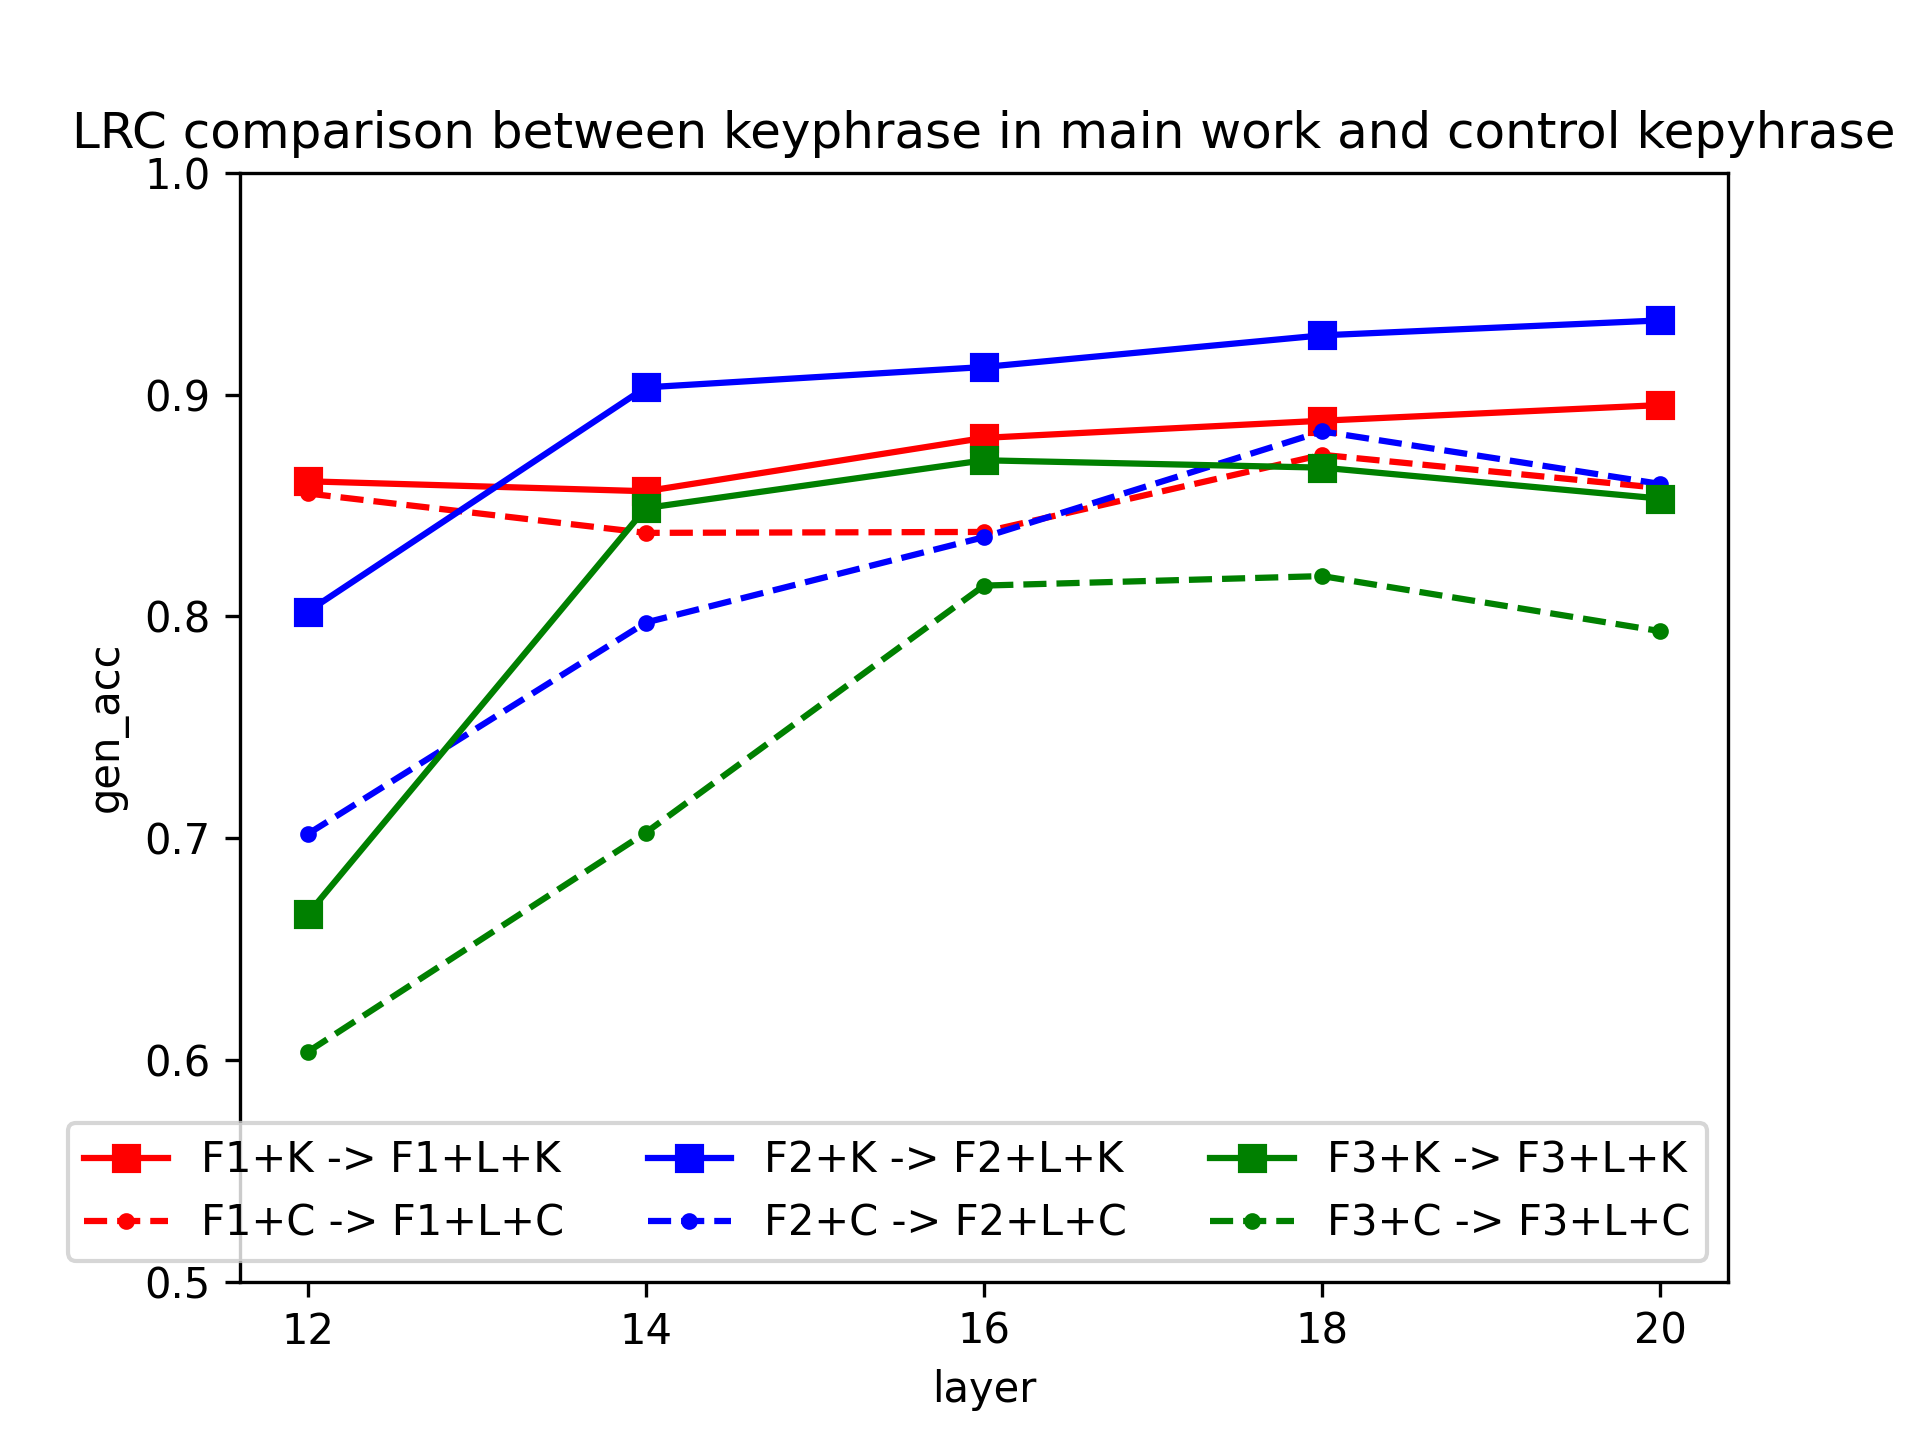 LRC comparison between keyphrase in main work and control kepyhrase
1.0
0.9
0.8
0.7
0.6
0.5
gen_acc
F1+K -> F1+L+K
F2+K -> F2+L+K
F3+K -> F3+L+K
F1+C -> F1+L+C
F2+C -> F2+L+C
F3+C -> F3+L+C
12 14 16 18 20
layer